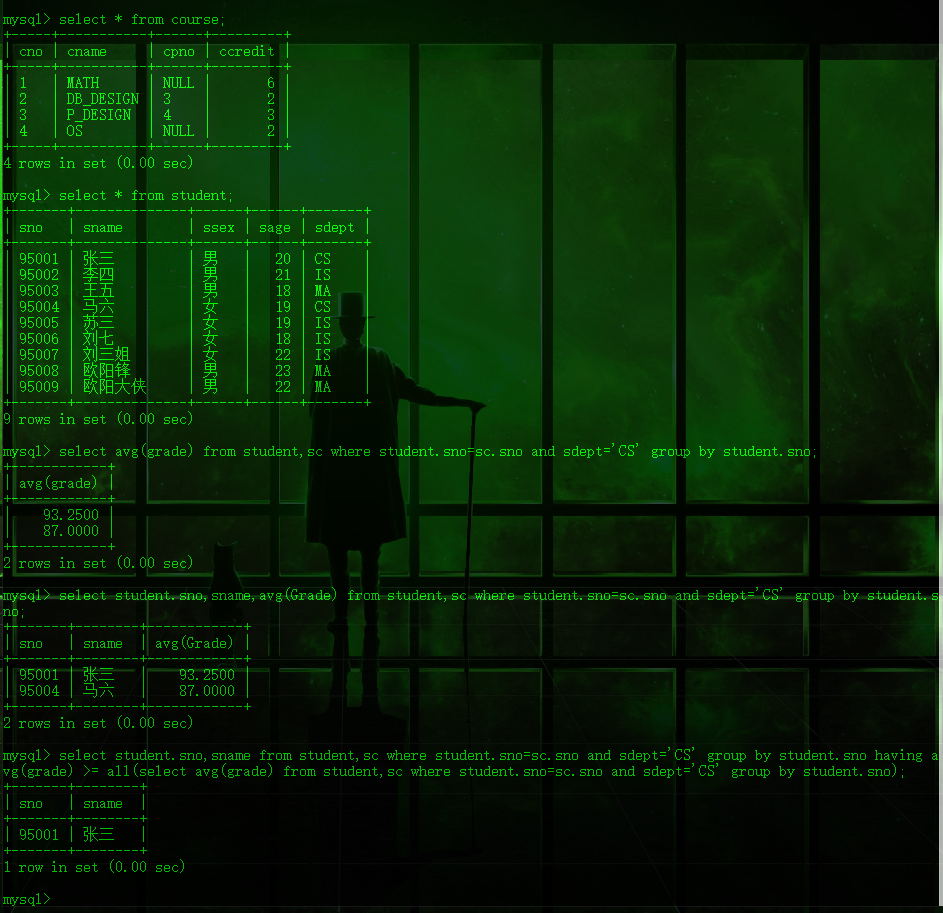 mysql> select * from course;
+-----+-----------+------+---------+
| cno | cname     | cpno | ccredit |
+-----+-----------+------+---------+
| 1   | MATH      | NULL |       6 |
| 2   | DB_DESIGN | 3    |       2 |
| 3   | P_DESIGN  | 4    |       3 |
| 4   | OS        | NULL |       2 |
+-----+-----------+------+---------+
4 rows in set (0.00 sec)
mysql> select * from student;
+-------+--------------+------+------+-------+
| sno   | sname        | ssex | sage | sdept |
+-------+--------------+------+------+-------+
| 95001 | 张三         | 男   |   20 | CS    |
| 95002 | 李四         | 男   |   21 | IS    |
| 95003 | 王五         | 男   |   18 | MA    |
| 95004 | 马六         | 女   |   19 | CS    |
| 95005 | 苏三         | 女   |   19 | IS    |
| 95006 | 刘七         | 女   |   18 | IS    |
| 95007 | 刘三姐       | 女   |   22 | IS    |
| 95008 | 欧阳锋       | 男   |   23 | MA    |
| 95009 | 欧阳大侠     | 男   |   22 | MA    |
+-------+--------------+------+------+-------+
9 rows in set (0.00 sec)
mysql> select avg(grade) from student,sc where student.sno=sc.sno and sdept='CS' group by student.sno;
+------------+
| avg(grade) |
+------------+
|    93.2500 |
|    87.0000 |
+------------+
2 rows in set (0.00 sec)
mysql> select student.sno,sname,avg(Grade) from student,sc where student.sno=sc.sno and sdept='CS' group by student.s
no;
+-------+--------+------------+
| sno   | sname  | avg(Grade) |
+-------+--------+------------+
| 95001 | 张三   |    93.2500 |
| 95004 | 马六   |    87.0000 |
+-------+--------+------------+
2 rows in set (0.00 sec)
mysql> select student.sno,sname from student,sc where student.sno=sc.sno and sdept='CS' group by student.sno having a
vg(grade) >= all(select avg(grade) from student,sc where student.sno=sc.sno and sdept='CS' group by student.sno);
+-------+--------+
| sno   | sname  |
+-------+--------+
| 95001 | 张三   |
+-------+--------+
1 row in set (0.00 sec)
mysql>